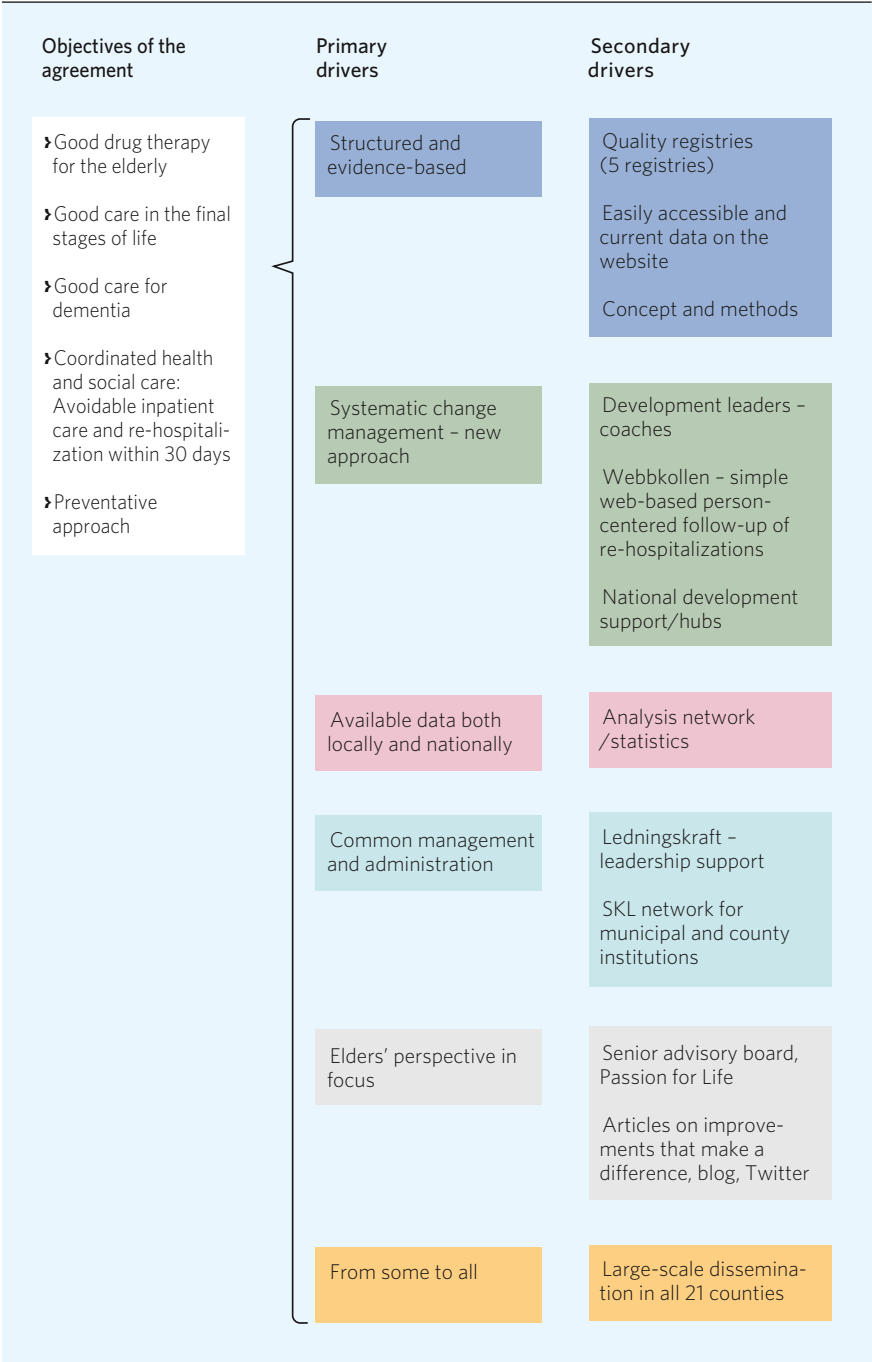 Objectives of the
agreement
Primary
drivers
Secondary
drivers
❯Good drug therapy
for the elderly
❯Good care in the final
stages of life
❯Good care for
dementia
❯Coordinated health
and social care:
Avoidable inpatient
care and re-hospitali-
zation within 30 days
❯Preventative
approach
Structured and
evidence-based
Quality registries
(5 registries)
Easily accessible and
current data on the
website
Concept and methods
Systematic change
management – new
approach
Development leaders –
coaches
Webbkollen – simple
web-based person-
centered follow-up of
re-hospitalizations
National development
support/hubs
Available data both
locally and nationally
Analysis network
/statistics
Common management
and administration
Ledningskraft –
leadership support
SKL network for
municipal and county
institutions
Elders’ perspective in
focus
Senior advisory board,
Passion for Life
Articles on improve-
ments that make a
difference, blog, Twitter
From some to all
Large-scale dissemina-
tion in all 21 counties